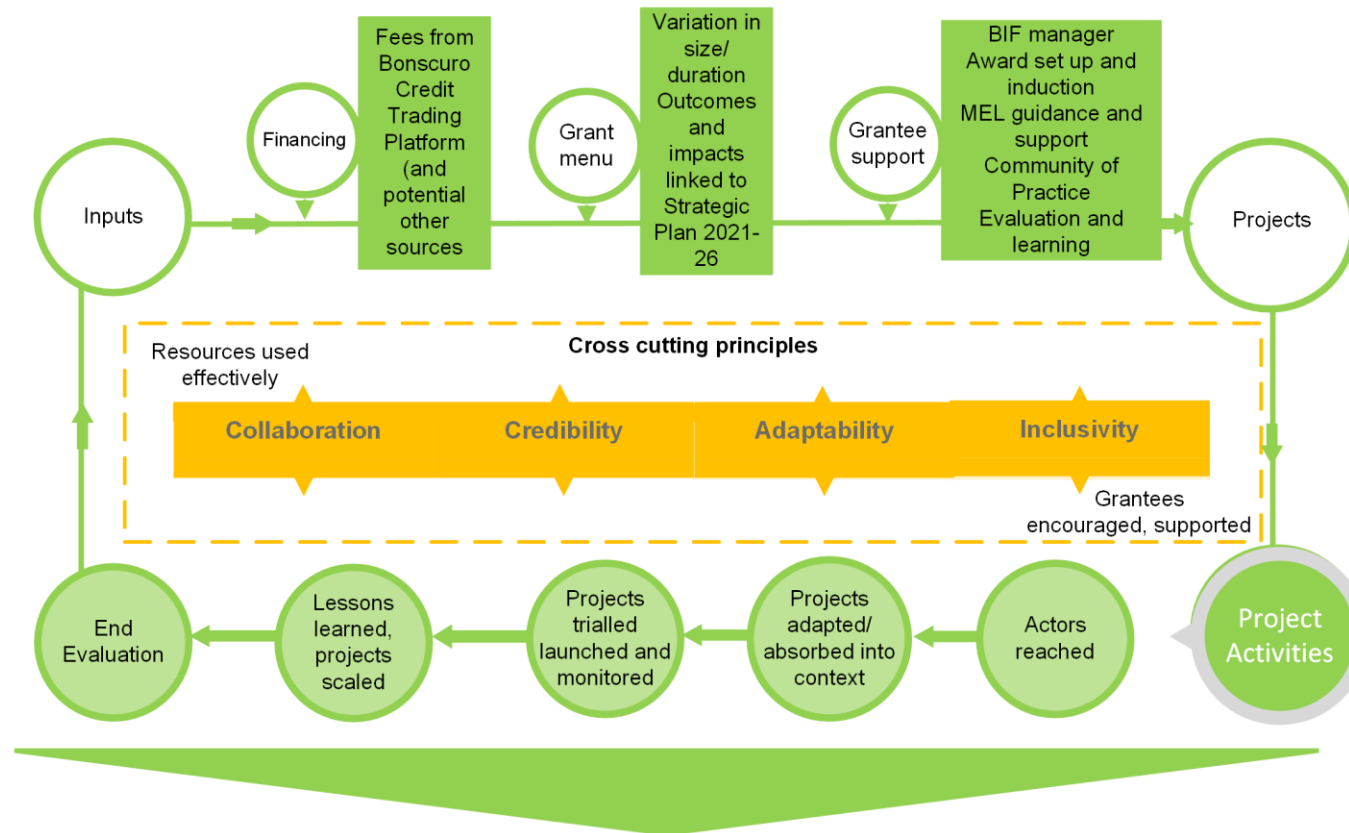 Inputs
Financing
Fees from
Bonscuro
Credit
Trading
Platform
(and
potential
other
sources
Grant
menu
Variation in
size/
duration
Outcomes
and
impacts
linked to
Strategic
Plan 2021-
26
Grantee
support
BIF manager
Award set up and
induction
MEL guidance and
support
Community of
Practice
Evaluation and
learning
Projects
Cross cutting principles
Resources used
effectively
Collaboration
Credibility
Adaptability
Inclusivity
Grantees
encouraged, supported
End
Evaluation
Lessons
learned,
projects
scaled
Projects
trialled
launched and
monitored
Projects
adapted/
absorbed into
context
Actors
reached
Project
Activities